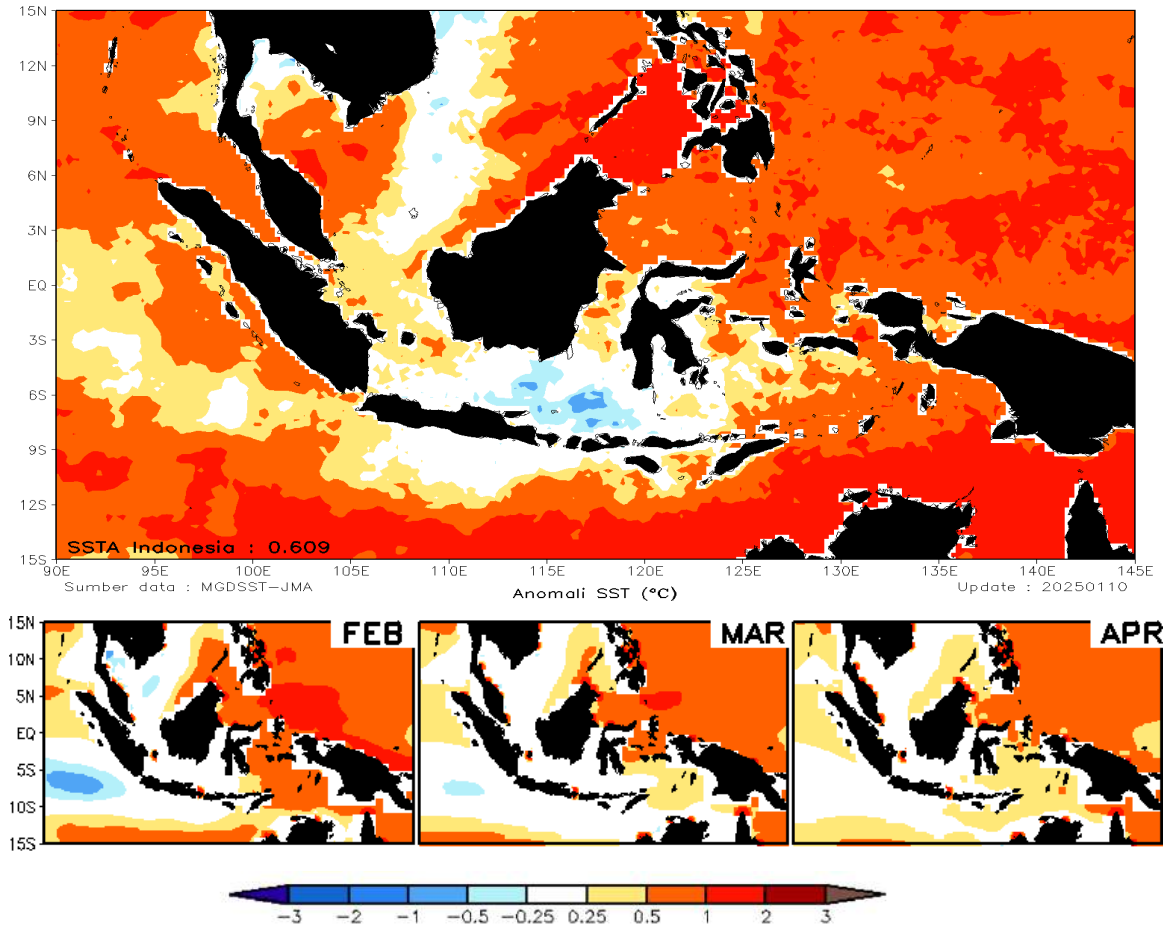 15N
12N
9N
6N
3N
EQ
3S
6S
9S
12S
15S
SSTA Indonesia : 0.609
90E 95E 100E 105E 110E 115E 120E 125E 130E 135E 140E 145E
Sumber data : MGDSST-JMA
Anomali SST (°C)
Update : 20250110
FEB MAR APR
15N
10N
5N
EQ
5S
10S
15S
-3 -2 -1 -0.5 -0.25 0.25 0.5 1 2 3